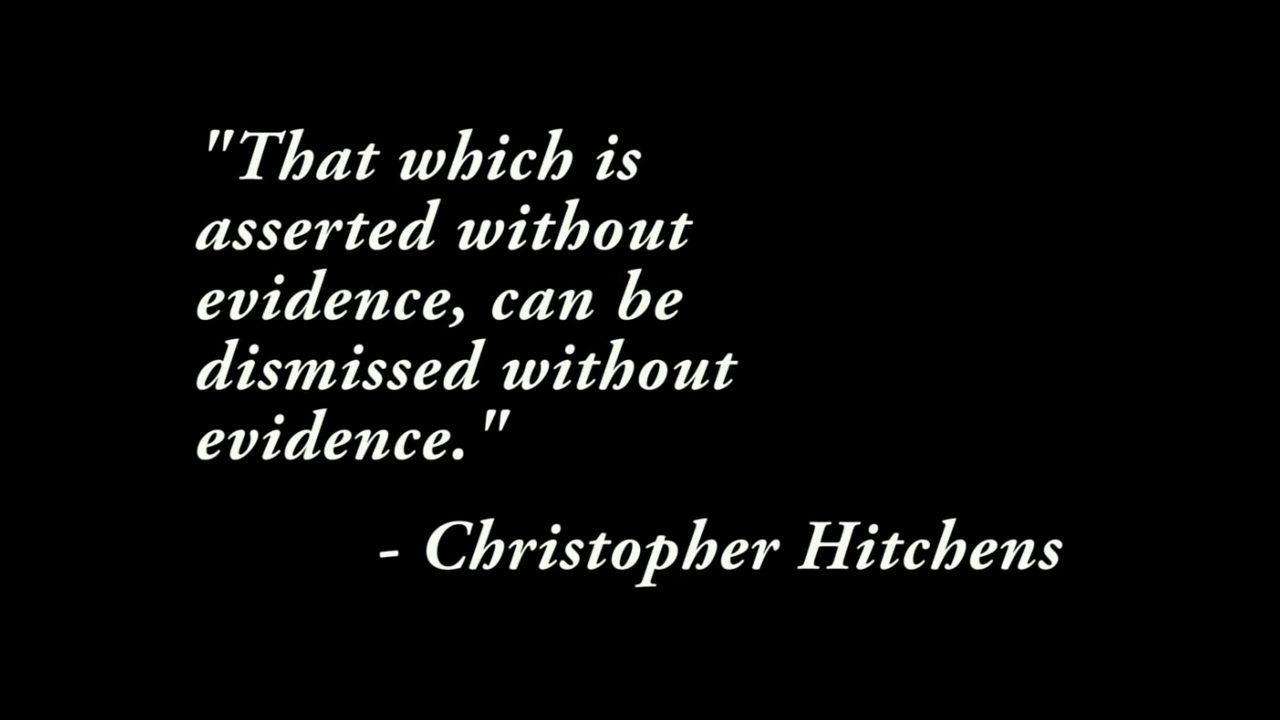 "That which is
asserted without
evidence, can be
dismissed without
evidence."
- Christopher Hitchens